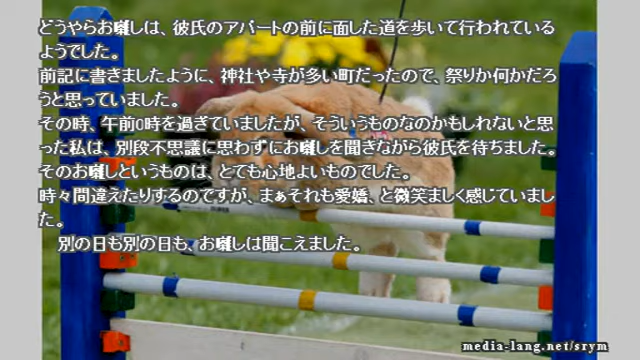 どうやらお囃しは、彼氏のアパートの前に面した道を歩いて行われている
ようでした。
前記に書きましたように、神社や寺が多い町だったので、祭りか何かだろ
うと思っていました。
その時、午前0時を過ぎていましたが、そういうものなのかもしれないと思
った私は、別段不思議に思わずにお囃しを聞きながら彼氏を待ちました。
そのお囃しというものは、とても心地よいものでした。
時々間違えたりするのですが、まぁそれも愛嬌、と微笑ましく感じていまし
た。
　別の日も別の日も、お囃しは聞こえました。
media-lang.net/srym